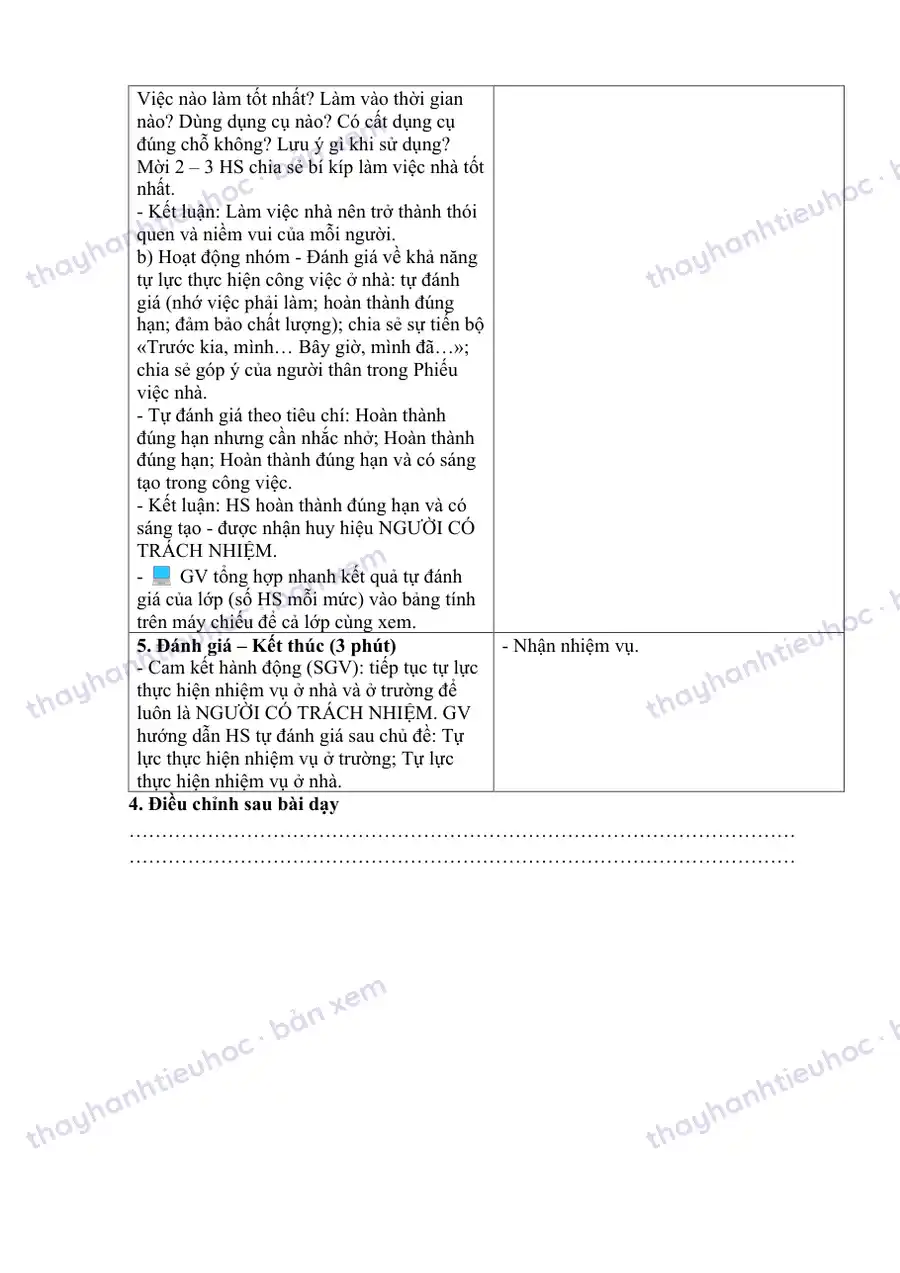 Việc nào làm tốt nhất? Làm vào thời gian
nào? Dùng dụng cụ nào? Có cất dụng cụ
đúng chỗ không? Lưu ý gì khi sử dụng?
Mời 2 – 3 HS chia sẻ bí kíp làm việc nhà tốt
nhất.
- Kết luận: Làm việc nhà nên trở thành thói
quen và niềm vui của mỗi người.
b) Hoạt động nhóm - Đánh giá về khả năng
tự lực thực hiện công việc ở nhà: tự đánh
giá (nhớ việc phải làm; hoàn thành đúng
hạn; đảm bảo chất lượng); chia sẻ sự tiến bộ
«Trước kia, mình… Bây giờ, mình đã…»;
chia sẻ góp ý của người thân trong Phiếu
việc nhà.
- Tự đánh giá theo tiêu chí: Hoàn thành
đúng hạn nhưng cần nhắc nhở; Hoàn thành
đúng hạn; Hoàn thành đúng hạn và có sáng
tạo trong công việc.
- Kết luận: HS hoàn thành đúng hạn và có
sáng tạo - được nhận huy hiệu NGƯỜI CÓ
TRÁCH NHIỆM.
- 💻 GV tổng hợp nhanh kết quả tự đánh
giá của lớp (số HS mỗi mức) vào bảng tính
trên máy chiếu để cả lớp cùng xem.
5. Đánh giá – Kết thúc (3 phút)
- Cam kết hành động (SGV): tiếp tục tự lực
thực hiện nhiệm vụ ở nhà và ở trường để
luôn là NGƯỜI CÓ TRÁCH NHIỆM. GV
hướng dẫn HS tự đánh giá sau chủ đề: Tự
lực thực hiện nhiệm vụ ở trường; Tự lực
thực hiện nhiệm vụ ở nhà.
- Nhận nhiệm vụ.
4. Điều chỉnh sau bài dạy
……………………………………………………………………………………………
……………………………………………………………………………………………
thayhanhtieuhoc · bản xem
thayhanhtieuhoc · b
thayhanhtieuhoc · bản xem
thayhanhtieuhoc · b
thayhanhtieuhoc · bản xem
thayhanhtieuhoc · b